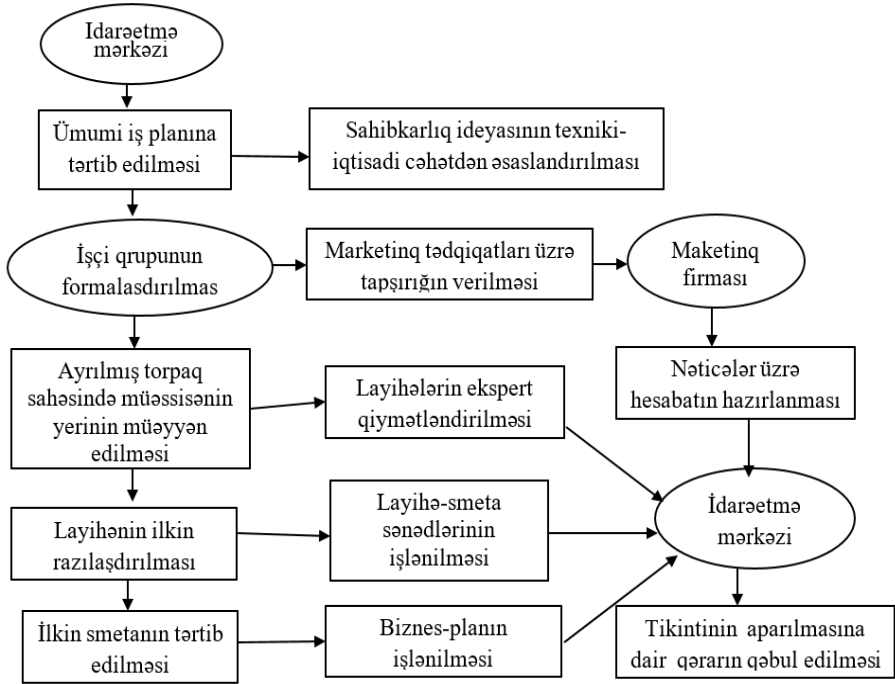 Idarəetmə
mərkəzi
Ümumi iş planına
tərtib edilməsi
Sahibkarlıq ideyasının texniki-
iqtisadi cəhətdən əsaslandırılması
İşçi qrupunun
formalasdırılmas
Marketinq tədqiqatları üzrə
tapşırığın verilməsi
Maketinq
firması
Ayrılmış torpaq
sahəsində müəssisənin
yerinin müəyyən
edilməsi
Layihələrin ekspert
qiymətləndirilməsi
Nəticələr üzrə
hesabatın hazırlanması
Layihənin ilkin
razılaşdırılması
Layihə-smeta
sənədlərinin
işlənilməsi
İdarəetmə
mərkəzi
İlkin smetanın tərtib
edilməsi
Biznes-planın
işlənilməsi
Tikintinin aparılmasına
dair qərarın qəbul edilməsi